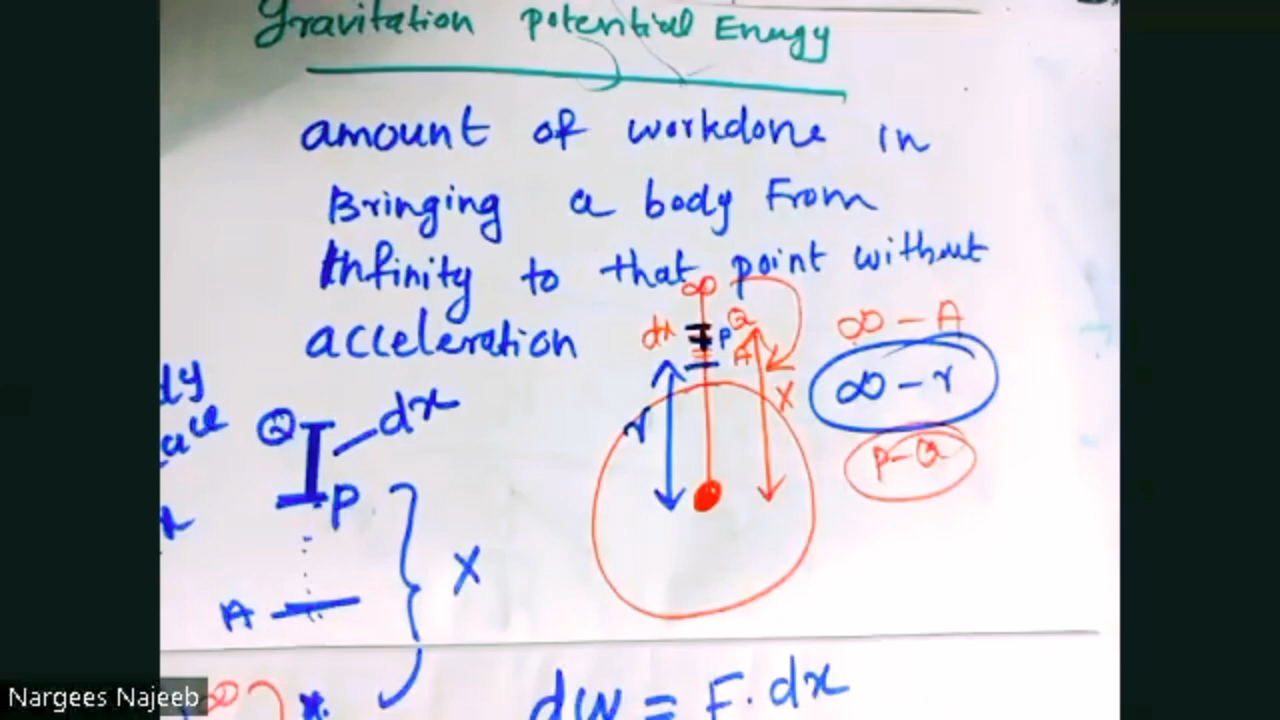 Gravitation potential Energy
amount of workdone in
Bringing a body From
Infinity to that point without
acceleration
∞
dx Q
P
A
r
X
∞ - A
∞ - r
P - Q
Q dx
P
X
A
∞
dw = F. dx
Nargees Najeeb